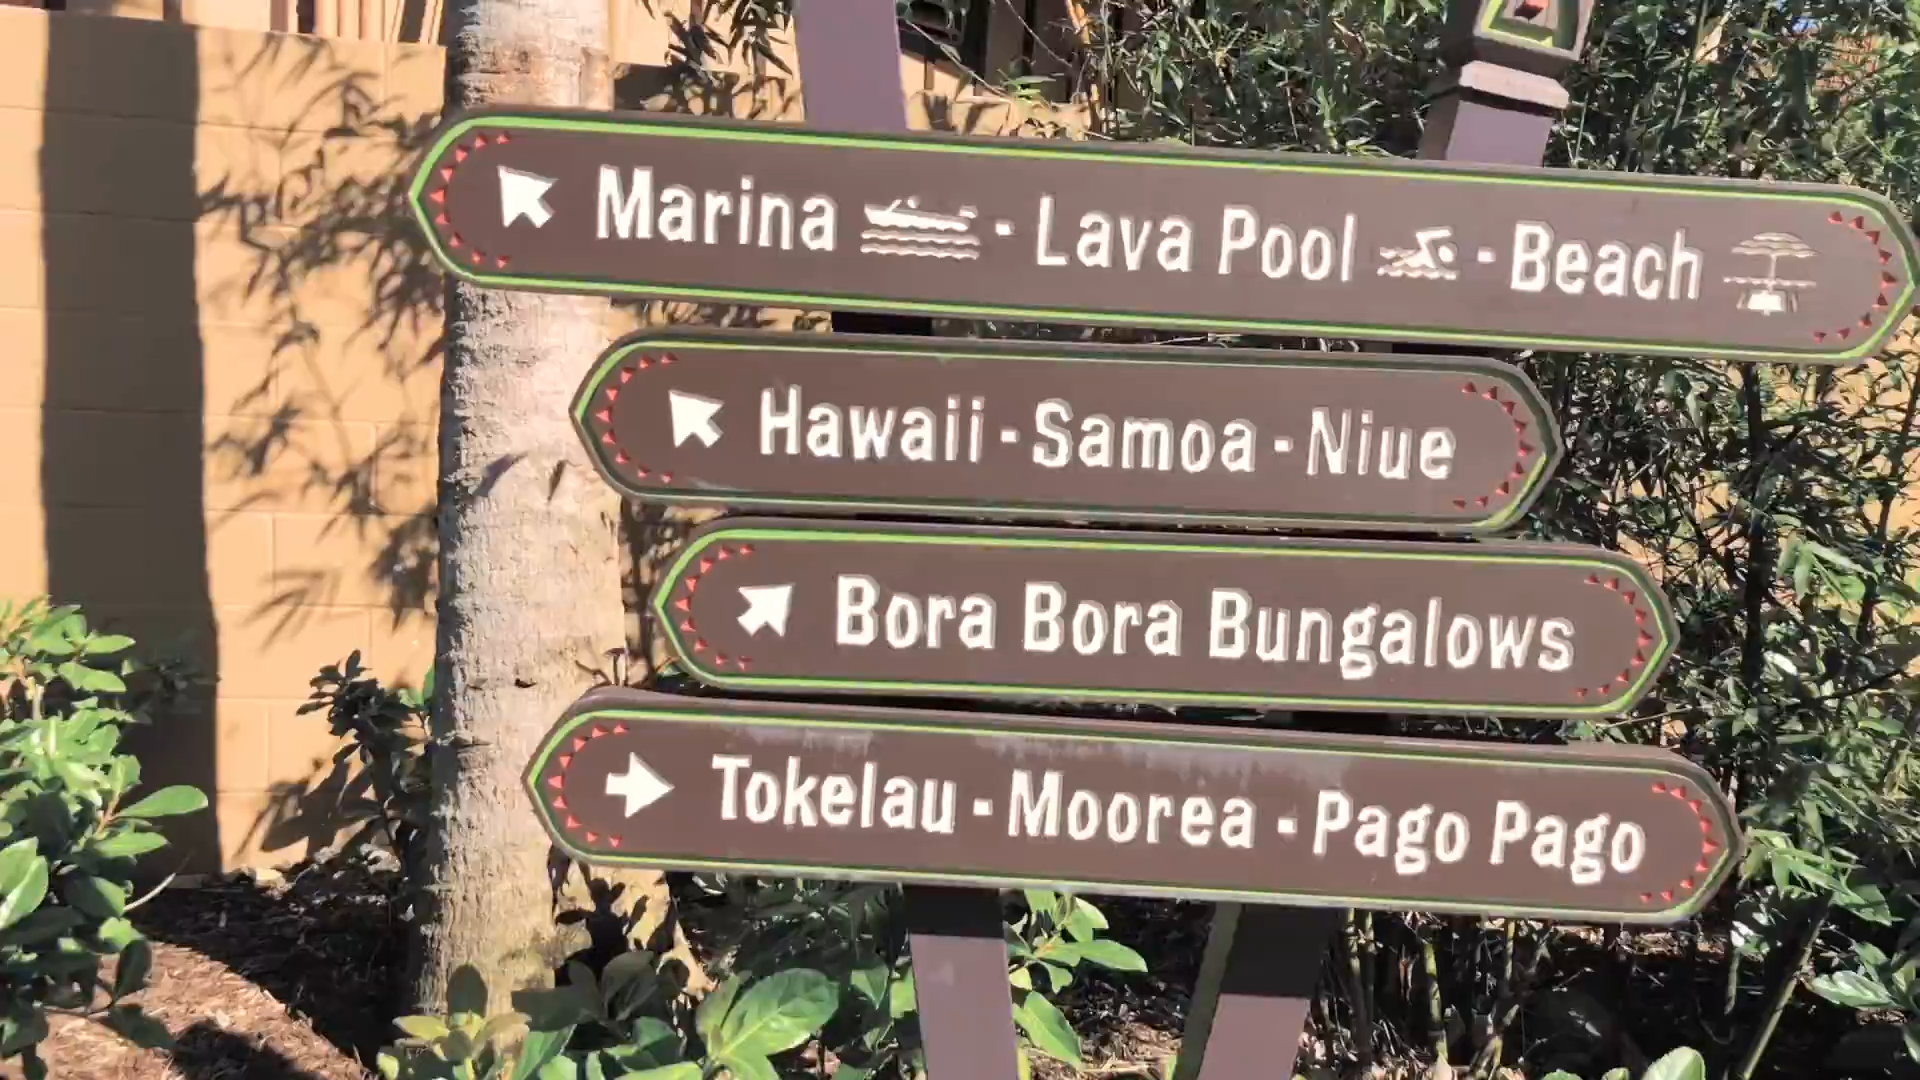 Marina - Lava Pool - Beach
Hawaii - Samoa - Niue
Bora Bora Bungalows
Tokelau - Moorea - Pago Pago